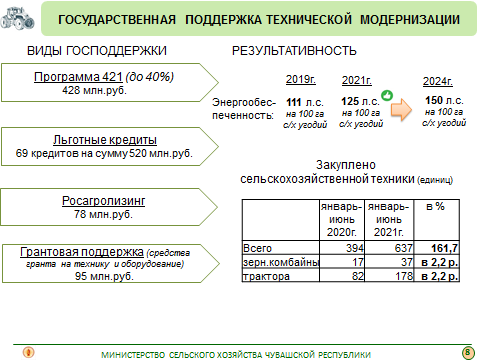 ГОСУДАРСТВЕННАЯ ПОДДЕРЖКА ТЕХНИЧЕСКОЙ МОДЕРНИЗАЦИИ
ВИДЫ ГОСПОДДЕРЖКИ
Программа 421 (до 40%)
428 млн.руб.
Льготные кредиты
69 кредитов на сумму 520 млн.руб.
Росагролизинг
78 млн.руб.
Грантовая поддержка (средства
гранта на технику и оборудование)
95 млн.руб.
РЕЗУЛЬТАТИВНОСТЬ
2019г. 2021г. 2024г.
Энергообес-
печенность:
111 л.с.
на 100 га
с/х угодий
125 л.с.
на 100 га
с/х угодий
150 л.с.
на 100 га
с/х угодий
Закуплено
сельскохозяйственной техники (единиц)
январь-
июнь
2020г.
январь-
июнь
2021г.
в %
Всего 394 637 161,7
зерн.комбайны 17 37 в 2,2 р.
трактора 82 178 в 2,2 р.
МИНИСТЕРСТВО СЕЛЬСКОГО ХОЗЯЙСТВА ЧУВАШСКОЙ РЕСПУБЛИКИ
8